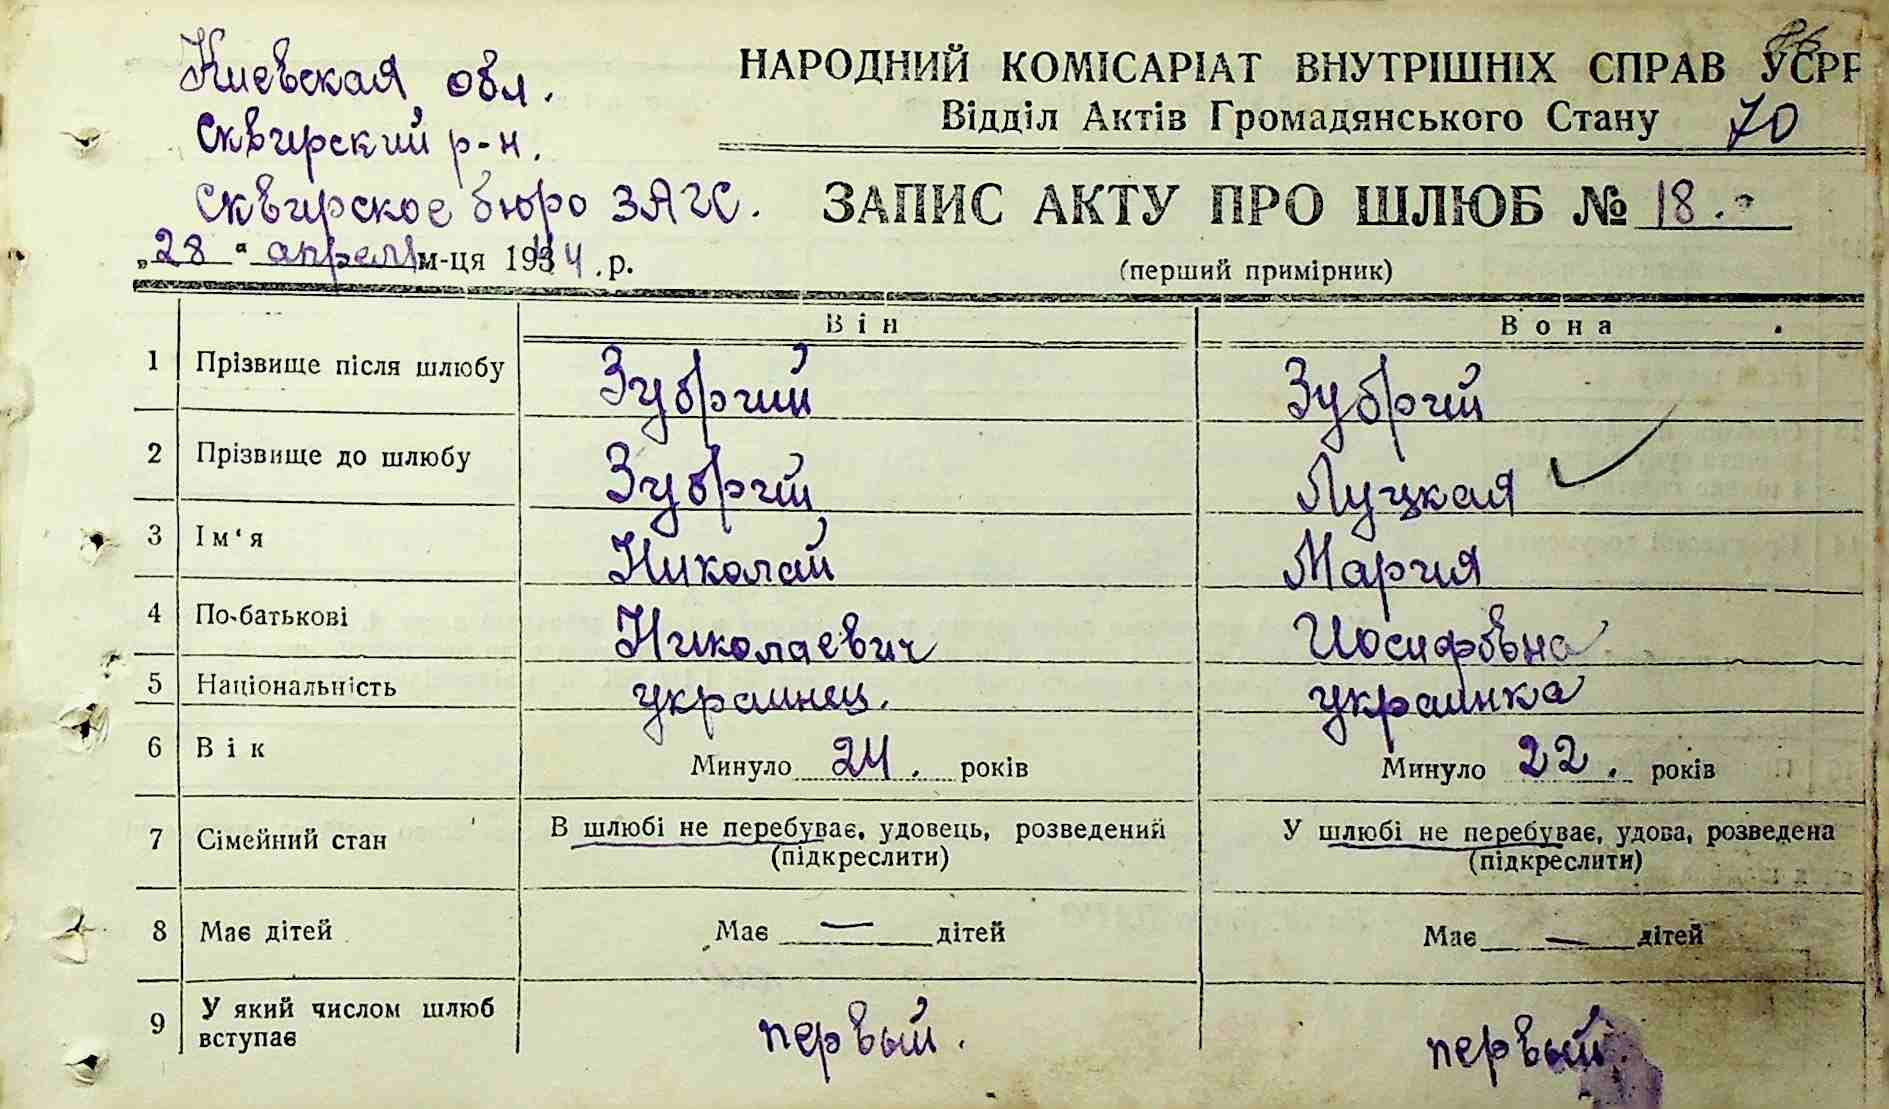 Киевская обл.
Сквирский р-н.
Сквирское бюро ЗАГС.
НАРОДНИЙ КОМІСАРІАТ ВНУТРІШНІХ СПРАВ УСРР
Відділ Актів Громадянського Стану 70
ЗАПИС АКТУ ПРО ШЛЮБ № 18.
„28“ апреля м-ця 1944.р.
(перший примірник)
Він Вона
1 Прізвище після шлюбу Зубрий Зубрий
2 Прізвище до шлюбу Зубрий Луцкая
3 Ім‘я Николай Мария
4 По-батькові Николаевич Иосифовна
5 Національність украинец. украинка
6 Вік Минуло 24. років Минуло 22. років
7 Сімейний стан В шлюбі не перебуває, удовець, розведений У шлюбі не перебуває, удова, розведена
(підкреслити) (підкреслити)
8 Має дітей Має — дітей Має — дітей
9 У який числом шлюб
вступає первый. первый.